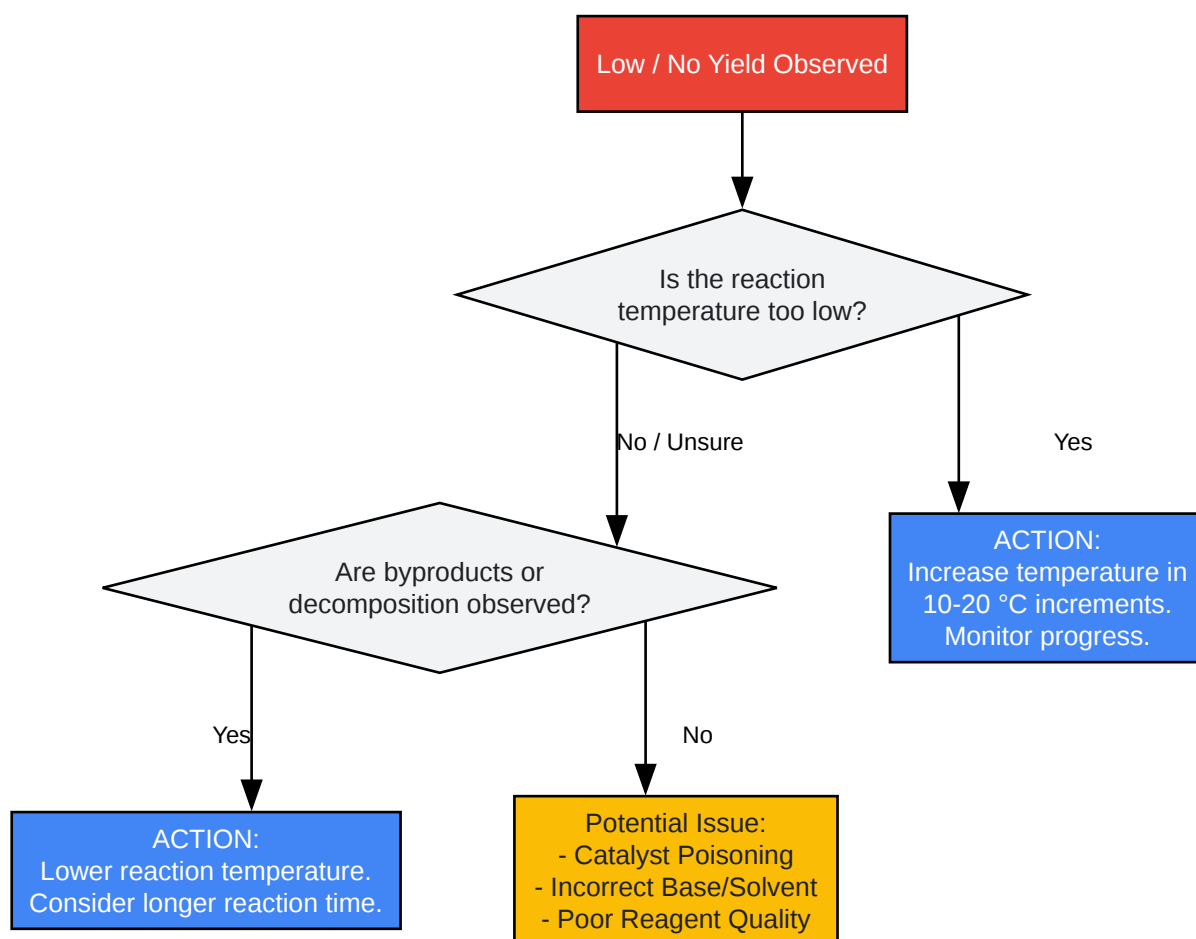 Low / No Yield Observed
Is the reaction
temperature too low?
No / Unsure
Yes
ACTION:
Increase temperature in
10-20 °C increments.
Monitor progress.
Are byproducts or
decomposition observed?
Yes
No
ACTION:
Lower reaction temperature.
Consider longer reaction time.
Potential Issue:
- Catalyst Poisoning
- Incorrect Base/Solvent
- Poor Reagent Quality